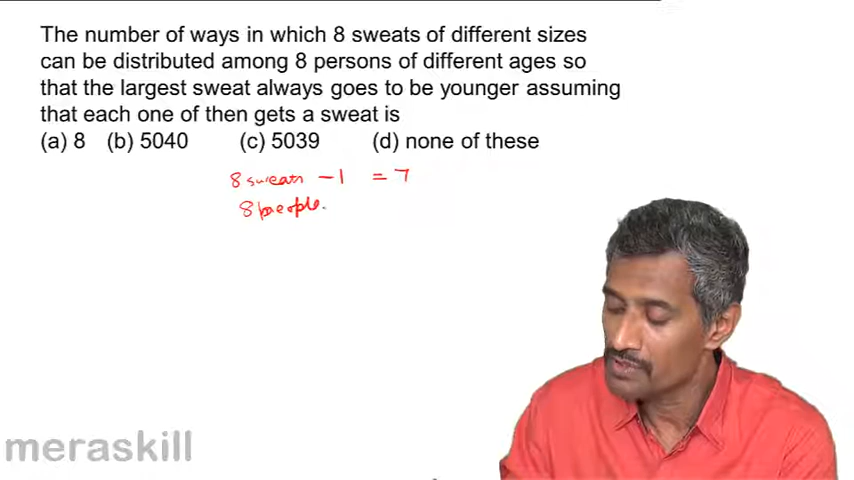 The number of ways in which 8 sweats of different sizes
can be distributed among 8 persons of different ages so
that the largest sweat always goes to be younger assuming
that each one of then gets a sweat is
(a) 8 (b) 5040 (c) 5039 (d) none of these
8 sweats - 1 = 7
8 people.
meraskill